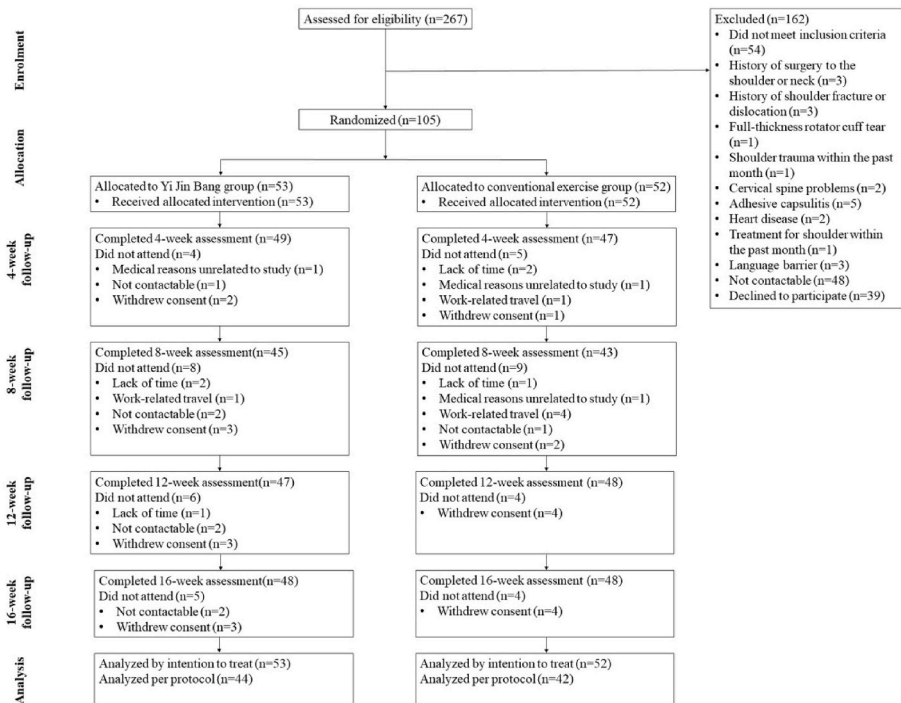 Assessed for eligibility (n=267)
Excluded (n=162)
• Did not meet inclusion criteria
(n=54)
• History of surgery to the
shoulder or neck (n=3)
• History of shoulder fracture or
dislocation (n=3)
• Full-thickness rotator cuff tear
(n=1)
• Shoulder trauma within the past
month (n=1)
• Cervical spine problems (n=2)
• Adhesive capsulitis (n=5)
• Heart disease (n=2)
• Treatment for shoulder within
the past month (n=1)
• Language barrier (n=3)
• Not contactable (n=48)
• Declined to participate (n=39)
Enrolment
Randomized (n=105)
Allocation
Allocated to Yi Jin Bang group (n=53)
• Received allocated intervention (n=53)
Allocated to conventional exercise group (n=52)
• Received allocated intervention (n=52)
4-week
follow-up
Completed 4-week assessment (n=49)
Did not attend (n=4)
• Medical reasons unrelated to study (n=1)
• Not contactable (n=1)
• Withdrew consent (n=2)
Completed 4-week assessment (n=47)
Did not attend (n=5)
• Lack of time (n=2)
• Medical reasons unrelated to study (n=1)
• Work-related travel (n=1)
• Withdrew consent (n=1)
8-week
follow-up
Completed 8-week assessment(n=45)
Did not attend (n=8)
• Lack of time (n=2)
• Work-related travel (n=1)
• Not contactable (n=2)
• Withdrew consent (n=3)
Completed 8-week assessment (n=43)
Did not attend (n=9)
• Lack of time (n=1)
• Medical reasons unrelated to study (n=1)
• Work-related travel (n=4)
• Not contactable (n=1)
• Withdrew consent (n=2)
12-week
follow-up
Completed 12-week assessment(n=47)
Did not attend (n=6)
• Lack of time (n=1)
• Not contactable (n=2)
• Withdrew consent (n=3)
Completed 12-week assessment (n=48)
Did not attend (n=4)
• Withdrew consent (n=4)
16-week
follow-up
Completed 16-week assessment(n=48)
Did not attend (n=5)
• Not contactable (n=2)
• Withdrew consent (n=3)
Completed 16-week assessment (n=48)
Did not attend (n=4)
• Withdrew consent (n=4)
Analysis
Analyzed by intention to treat (n=53)
Analyzed per protocol (n=44)
Analyzed by intention to treat (n=52)
Analyzed per protocol (n=42)